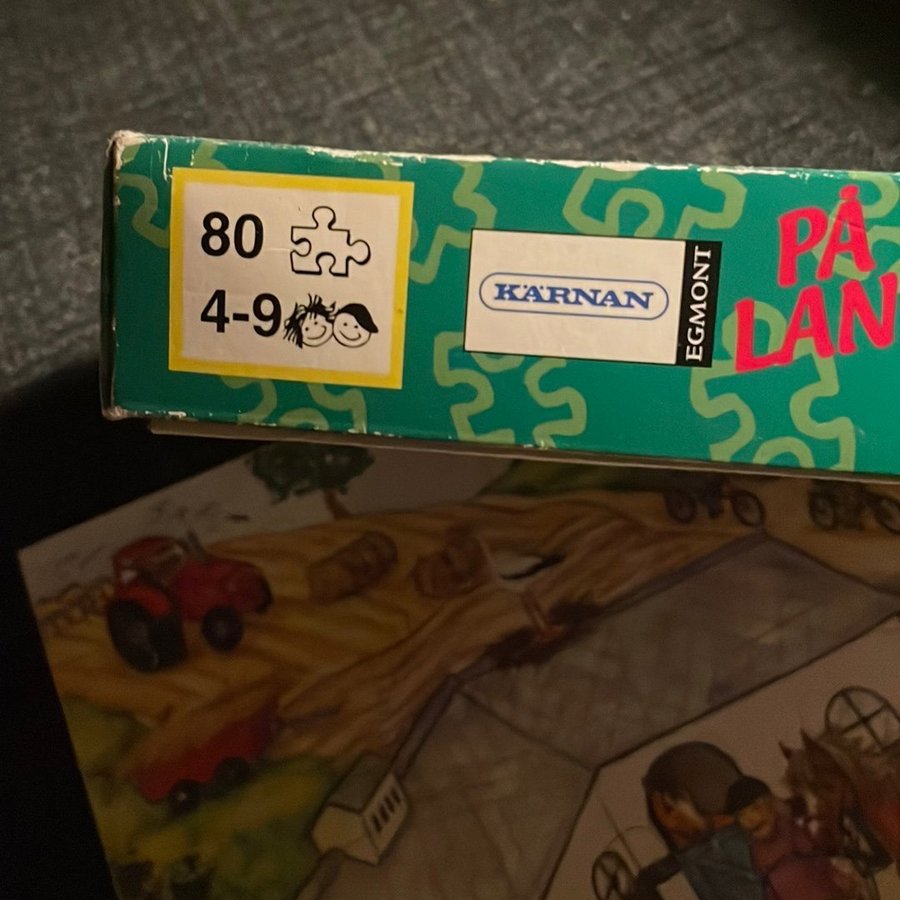 80
4-9
KÄRNAN
EGMONT
PÅ
LAN